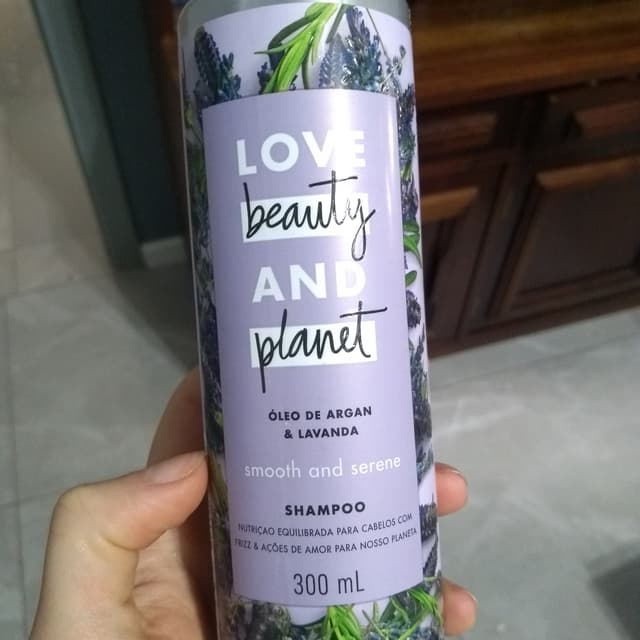 LOVE
beauty
AND
planet
ÓLEO DE ARGAN
& LAVANDA
smooth and serene
SHAMPOO
NUTRIÇAO EQUILIBRADA PARA CABELOS COM
FRIZZ & AÇÕES DE AMOR PARA NOSSO PLANETA
300 mL